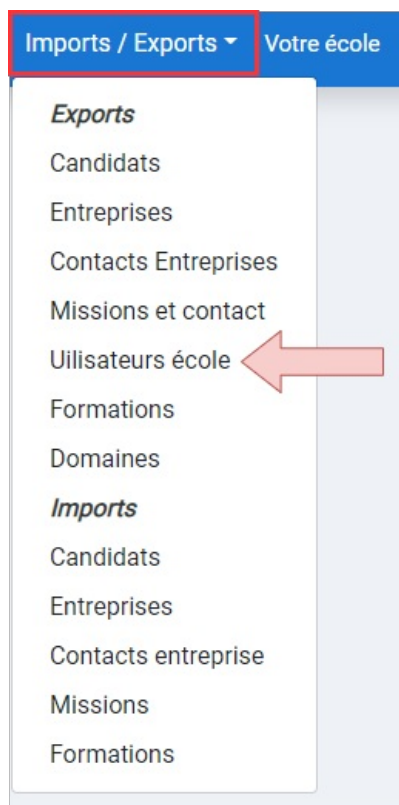 Imports / Exports Votre école
Exports
Candidats
Entreprises
Contacts Entreprises
Missions et contact
Uilisateurs école
Formations
Domaines
Imports
Candidats
Entreprises
Contacts entreprise
Missions
Formations